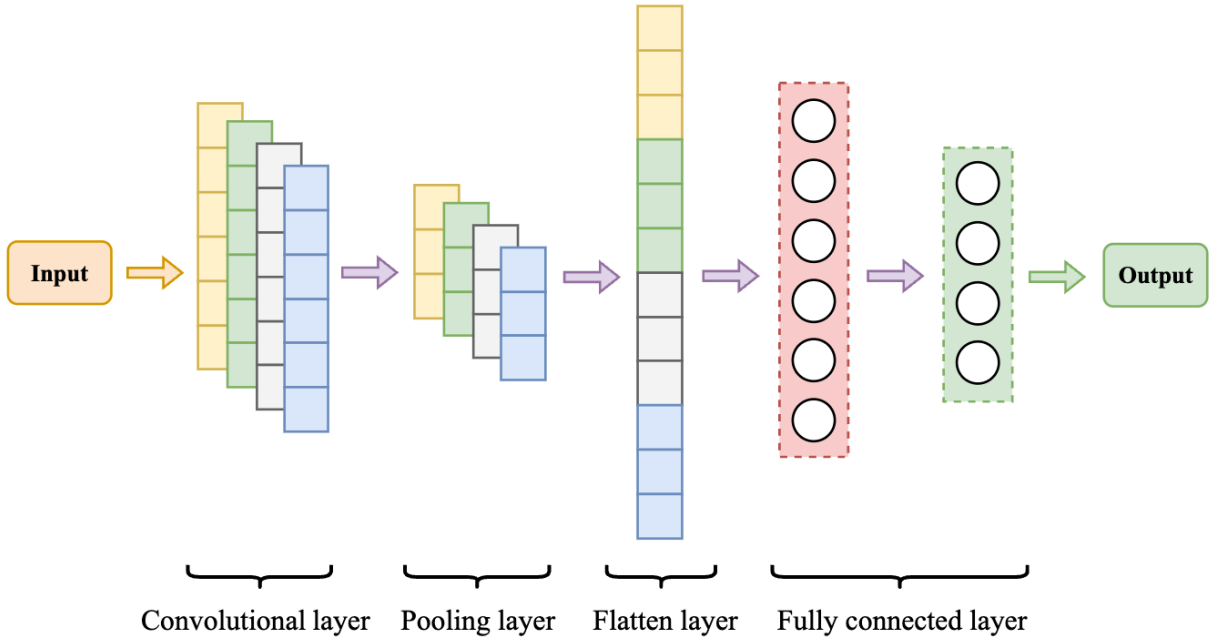 Input
Output
Convolutional layer
Pooling layer
Flatten layer
Fully connected layer